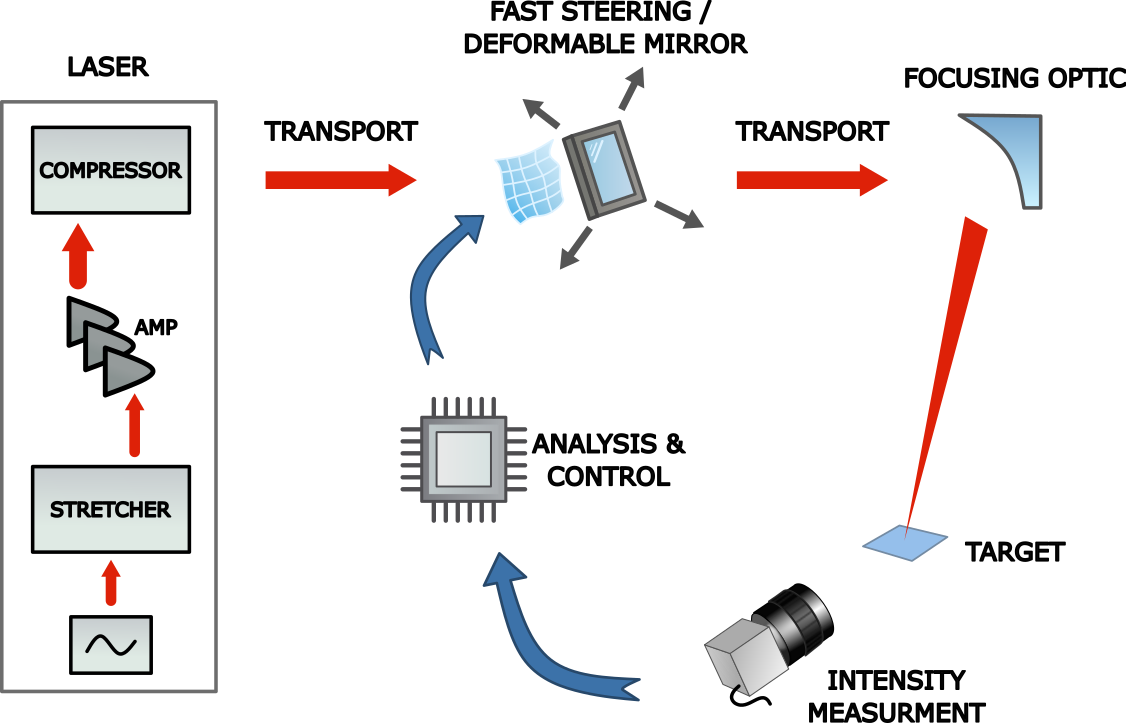 LASER
COMPRESSOR
AMP
STRETCHER
TRANSPORT
FAST STEERING /
DEFORMABLE MIRROR
TRANSPORT
FOCUSING OPTIC
ANALYSIS &
CONTROL
TARGET
INTENSITY
MEASURMENT